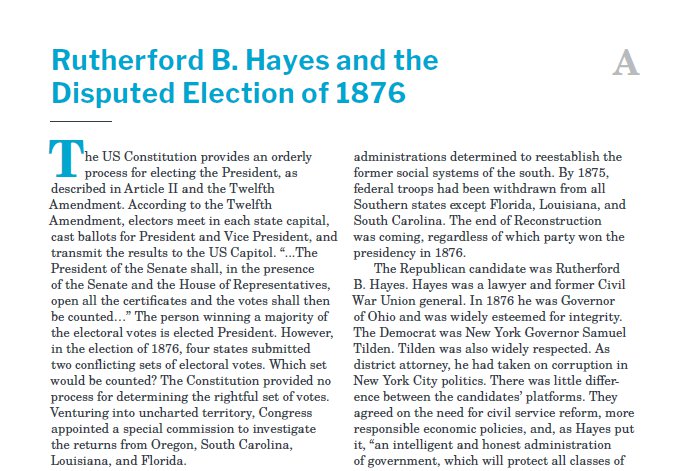 Rutherford B. Hayes and the
Disputed Election of 1876
A
The US Constitution provides an orderly
process for electing the President, as
described in Article II and the Twelfth
Amendment. According to the Twelfth
Amendment, electors meet in each state capital,
cast ballots for President and Vice President, and
transmit the results to the US Capitol. “...The
President of the Senate shall, in the presence
of the Senate and the House of Representatives,
open all the certificates and the votes shall then
be counted...” The person winning a majority of
the electoral votes is elected President. However,
in the election of 1876, four states submitted
two conflicting sets of electoral votes. Which set
would be counted? The Constitution provided no
process for determining the rightful set of votes.
Venturing into uncharted territory, Congress
appointed a special commission to investigate
the returns from Oregon, South Carolina,
Louisiana, and Florida.
administrations determined to reestablish the
former social systems of the south. By 1875,
federal troops had been withdrawn from all
Southern states except Florida, Louisiana, and
South Carolina. The end of Reconstruction
was coming, regardless of which party won the
presidency in 1876.
The Republican candidate was Rutherford
B. Hayes. Hayes was a lawyer and former Civil
War Union general. In 1876 he was Governor
of Ohio and was widely esteemed for integrity.
The Democrat was New York Governor Samuel
Tilden. Tilden was also widely respected. As
district attorney, he had taken on corruption in
New York City politics. There was little differ-
ence between the candidates’ platforms. They
agreed on the need for civil service reform, more
responsible economic policies, and, as Hayes put
it, “an intelligent and honest administration
of government, which will protect all classes of